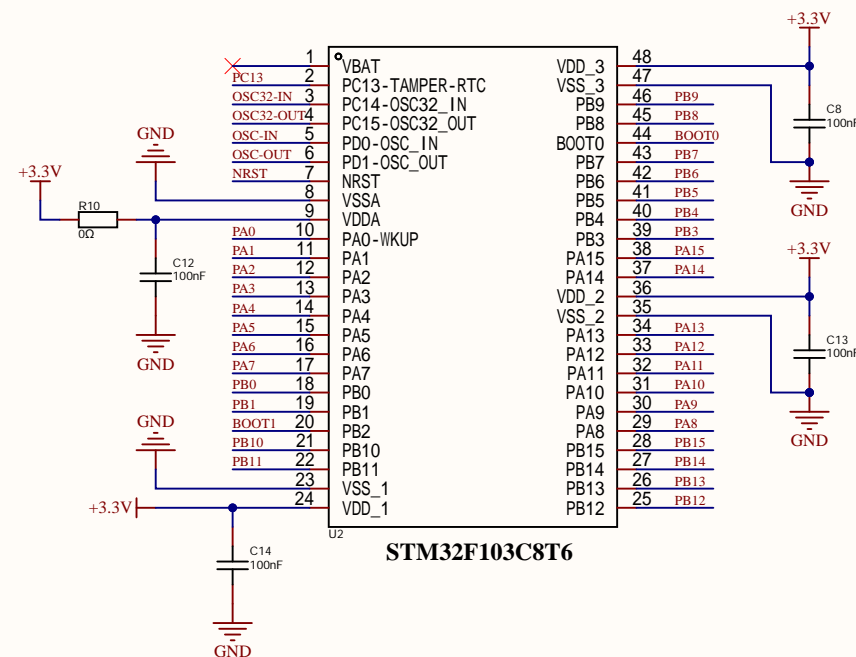 +3.3V
1 VBAT VDD_3 48
PC13 2 PC13-TAMPER-RTC VSS_3 47
OSC32-IN 3 PC14-OSC32_IN PB9 46 PB9
OSC32-OUT 4 PC15-OSC32_OUT PB8 45 PB8
C8
100nF
GND
OSC-IN 5 PD0-OSC_IN BOOT0 44 BOOT0
OSC-OUT 6 PD1-OSC_OUT PB7 43 PB7
+3.3V
NRST 7 NRST PB6 42 PB6
8 VSSA PB5 41 PB5
GND
R10
0Ω
9 VDDA PB4 40 PB4
PA0 10 PA0-WKUP PB3 39 PB3
+3.3V
PA1 11 PA1 PA15 38 PA15
C12
100nF
PA2 12 PA2 PA14 37 PA14
PA3 13 PA3 VDD_2 36
PA4 14 PA4 VSS_2 35
PA5 15 PA5 PA13 34 PA13
C13
100nF
PA6 16 PA6 PA12 33 PA12
GND
PA7 17 PA7 PA11 32 PA11
PB0 18 PB0 PA10 31 PA10
PB1 19 PB1 PA9 30 PA9
GND
BOOT1 20 PB2 PA8 29 PA8
GND
PB10 21 PB10 PB15 28 PB15
PB11 22 PB11 PB14 27 PB14
23 VSS_1 PB13 26 PB13
+3.3V
24 VDD_1 PB12 25 PB12
U2
STM32F103C8T6
C14
100nF
GND